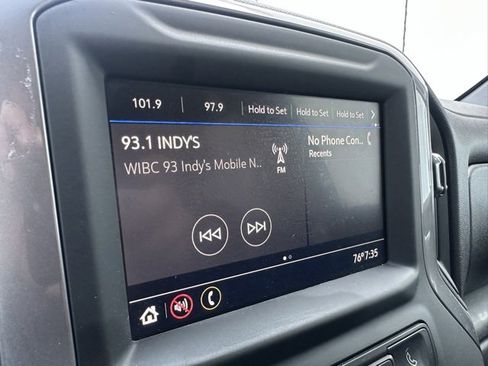 101.9 97.9 Hold to Set Hold to Set Hold to Set
93.1 INDY'S No Phone Con...
WIBC 93 Indy's Mobile N.. Recents
FM
76° 7:35